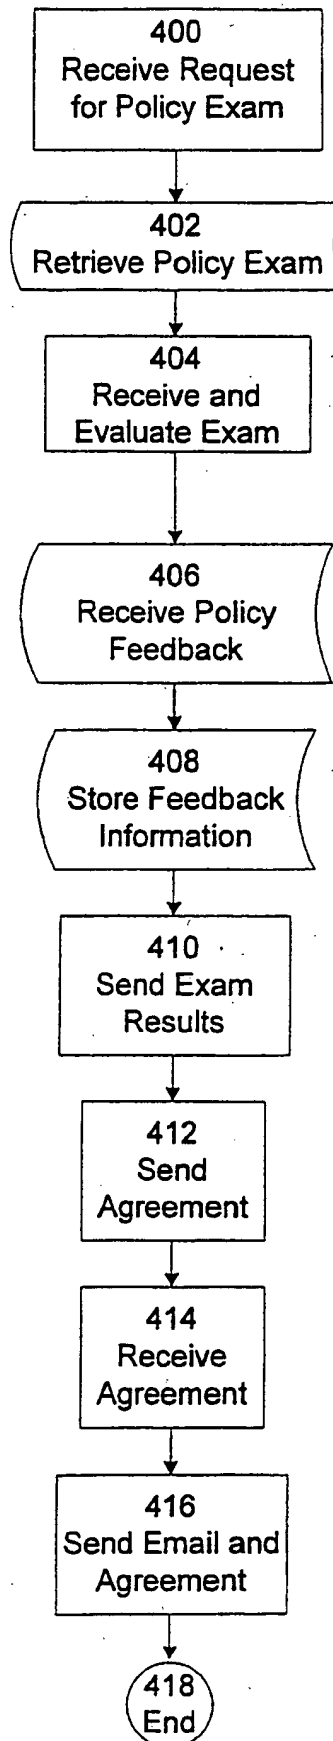 400
Receive Request
for Policy Exam
402
Retrieve Policy Exam
404
Receive and
Evaluate Exam
406
Receive Policy
Feedback
408
Store Feedback
Information
410
Send Exam
Results
412
Send
Agreement
414
Receive
Agreement
416
Send Email and
Agreement
418
End